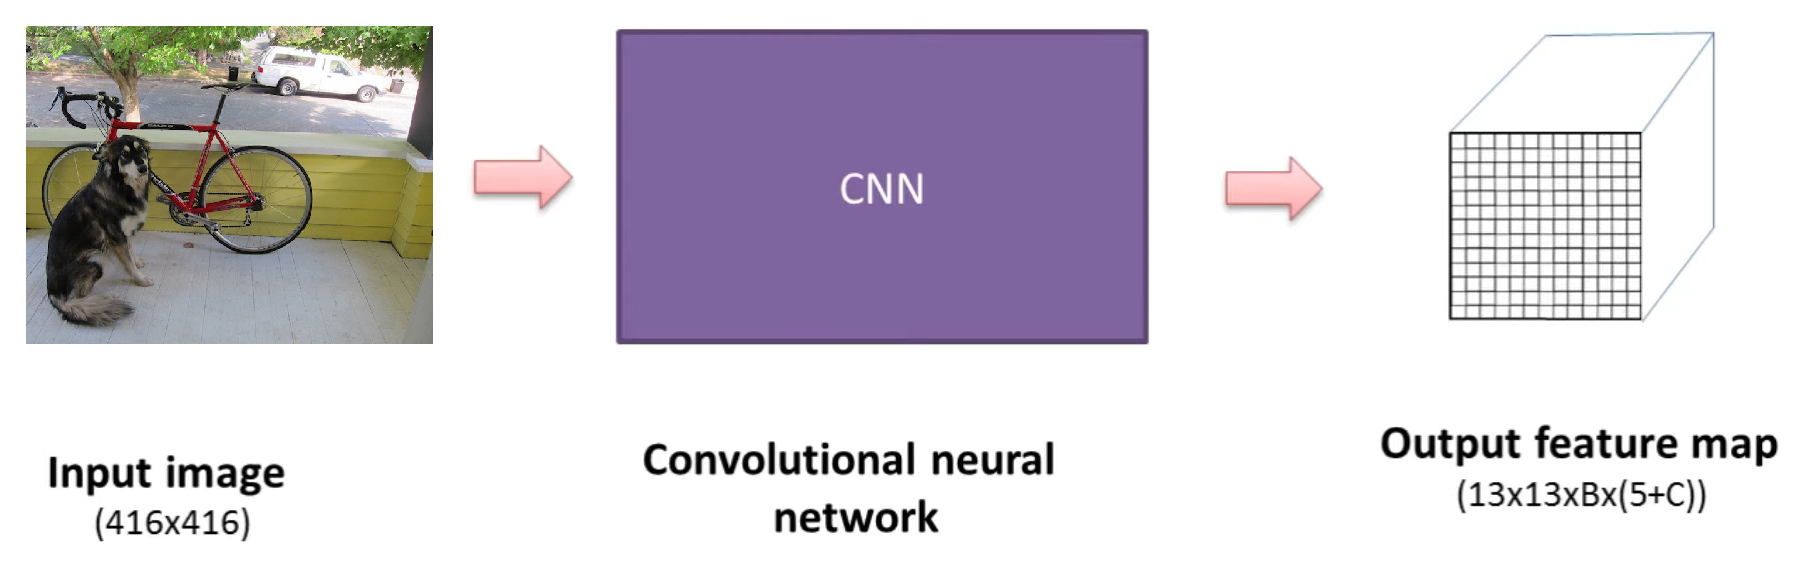 CNN
Input image
(416x416)
Convolutional neural
network
Output feature map
(13x13xBx(5+C))